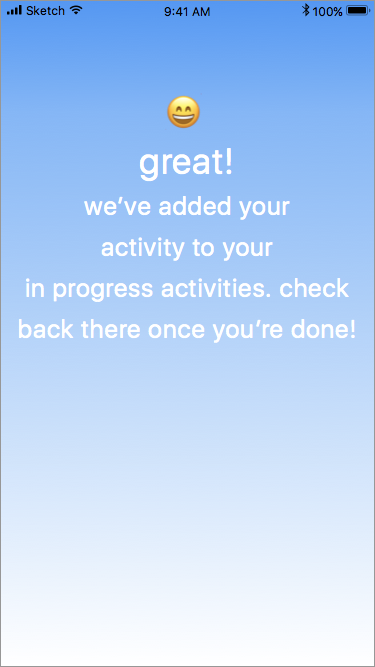 Sketch 9:41 AM 100%
great!
we’ve added your
activity to your
in progress activities. check
back there once you’re done!